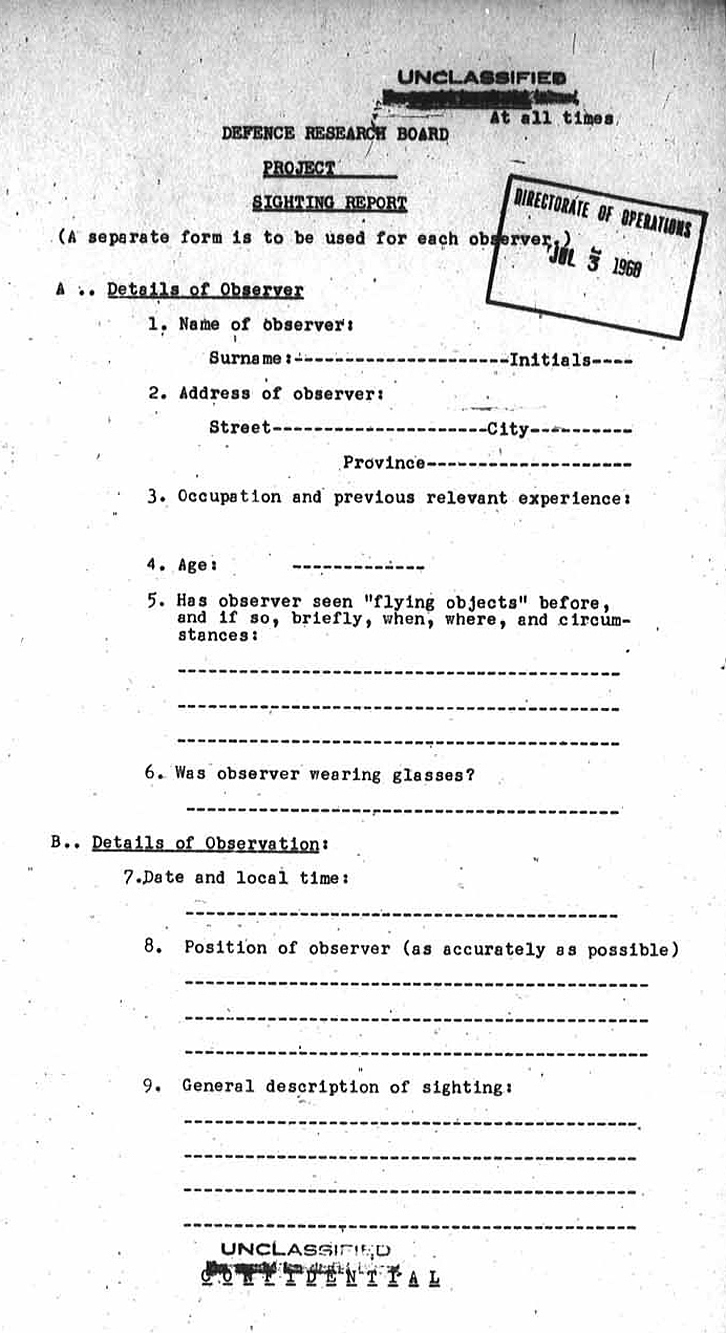 UNCLASSIFIED
At all times.
DEFENCE RESEARCH BOARD
PROJECT
SIGHTING REPORT
DIRECTORATE OF OPERATIONS
JUL 3 1968
(A separate form is to be used for each observer.)
A .. Details of Observer
1. Name of observer:
Surname:---------------------Initials----
2. Address of observer:
Street---------------------City----------
Province--------------------
3. Occupation and previous relevant experience:
4. Age: -------------
5. Has observer seen "flying objects" before,
and if so, briefly, when, where, and circum-
stances:
-------------------------------------------
-------------------------------------------
-------------------------------------------
6. Was observer wearing glasses?
------------------------------------------
B.. Details of Observation:
7.Date and local time:
------------------------------------------
8. Position of observer (as accurately as possible)
---------------------------------------------
---------------------------------------------
---------------------------------------------
9. General description of sighting:
--------------------------------------------
--------------------------------------------
--------------------------------------------
--------------------------------------------
UNCLASSIFIED
CONFIDENTIAL